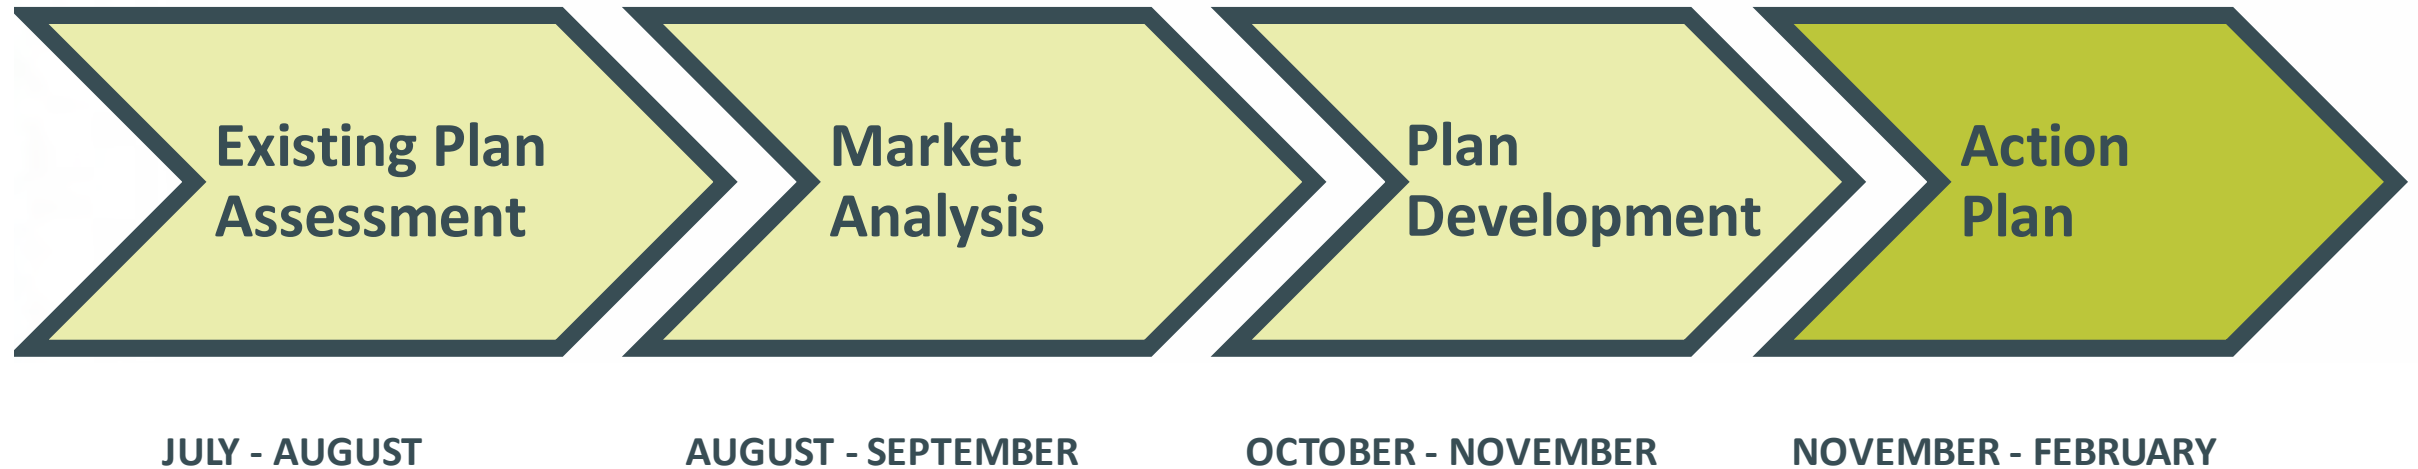 Existing Plan
Assessment
Market
Analysis
Plan
Development
Action
Plan
JULY - AUGUST
AUGUST - SEPTEMBER
OCTOBER - NOVEMBER
NOVEMBER - FEBRUARY